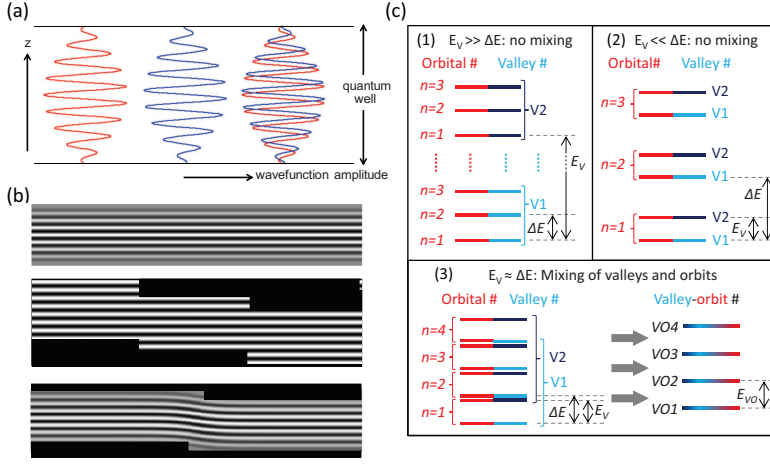 (a)
z
quantum
well
wavefunction amplitude
(b)
(c)
(1) E_V >> ΔE: no mixing
Orbital # Valley #
n=3
n=2 V2
n=1
E_V
n=3
n=2 V1
n=1
ΔE
(2) E_V << ΔE: no mixing
Orbital# Valley #
n=3 V2
V1
n=2 V2
V1
ΔE
n=1 V2
V1
E_V
(3) E_V ≈ ΔE: Mixing of valleys and orbits
Orbital # Valley #
n=4
n=3 V2
n=2 V1
n=1
ΔE E_V
Valley-orbit #
VO4
VO3
VO2
VO1
E_VO